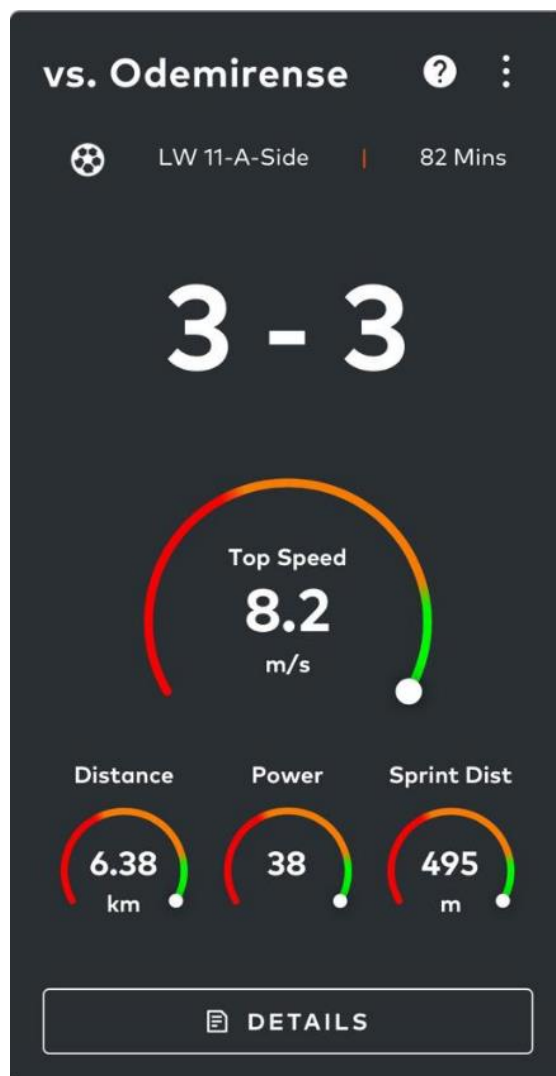 vs. Odemirense
LW 11-A-Side | 82 Mins
3 - 3
Top Speed
8.2
m/s
Distance Power Sprint Dist
6.38 38 495
km m
DETAILS